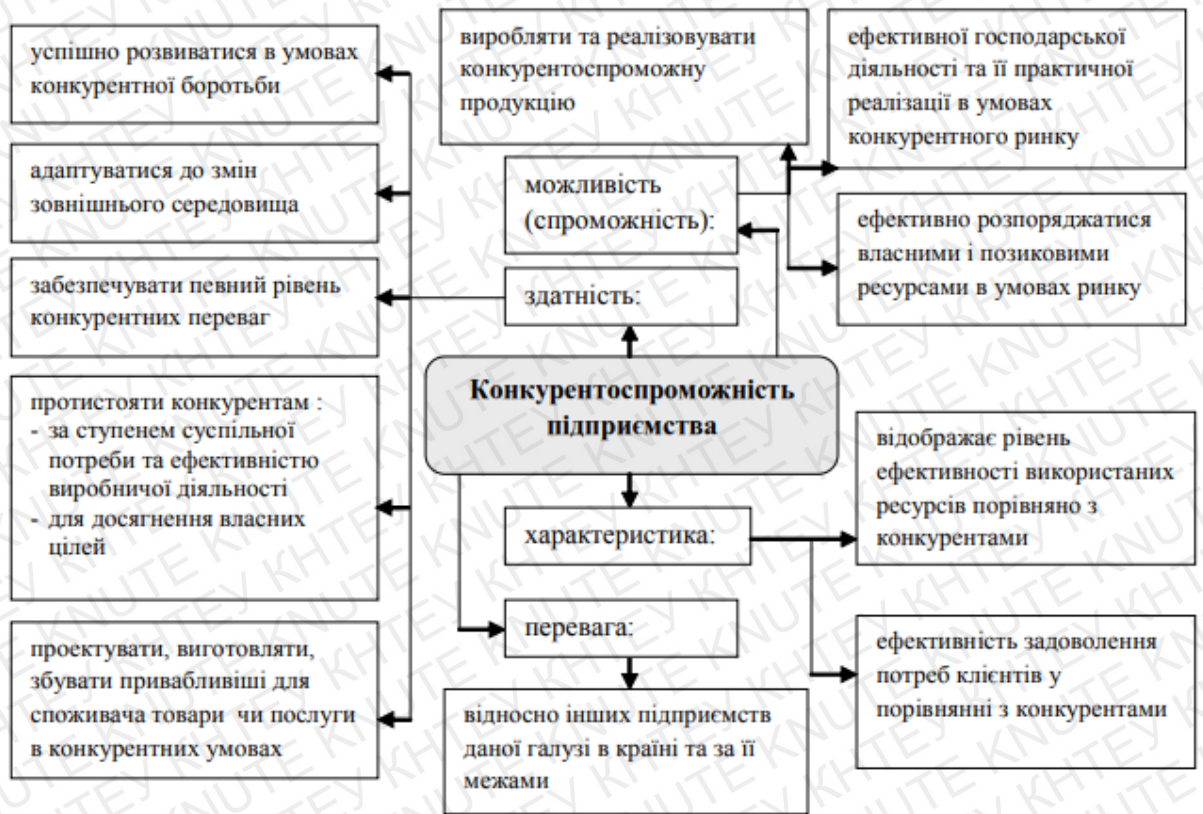 успішно розвиватися в умовах
конкурентної боротьби
адаптуватися до змін
зовнішнього середовища
забезпечувати певний рівень
конкурентних переваг
протистояти конкурентам :
- за ступенем суспільної
потреби та ефективністю
виробничої діяльності
- для досягнення власних
цілей
проектувати, виготовляти,
збувати привабливіші для
споживача товари чи послуги
в конкурентних умовах
виробляти та реалізовувати
конкурентоспроможну
продукцію
можливість
(спроможність):
здатність:
Конкурентоспроможність
підприємства
характеристика:
перевага:
відносно інших підприємств
даної галузі в країні та за її
межами
ефективної господарської
діяльності та її практичної
реалізації в умовах
конкурентного ринку
ефективно розпоряджатися
власними і позиковими
ресурсами в умовах ринку
відображає рівень
ефективності використаних
ресурсів порівняно з
конкурентами
ефективність задоволення
потреб клієнтів у
порівнянні з конкурентами
KNUTE КНТЕУ